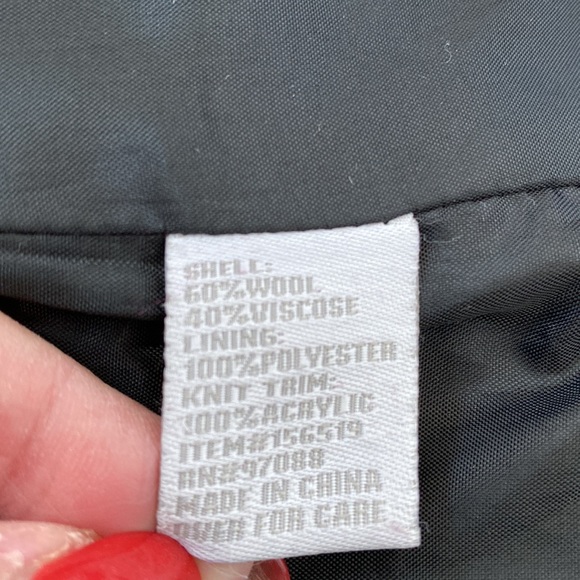 SHELL:
60%WOOL
40%VISCOSE
LINING:
100%POLYESTER
KNIT TRIM:
100%ACRYLIC
ITEM#156519
RN#97088
MADE IN CHINA
OVER FOR CARE